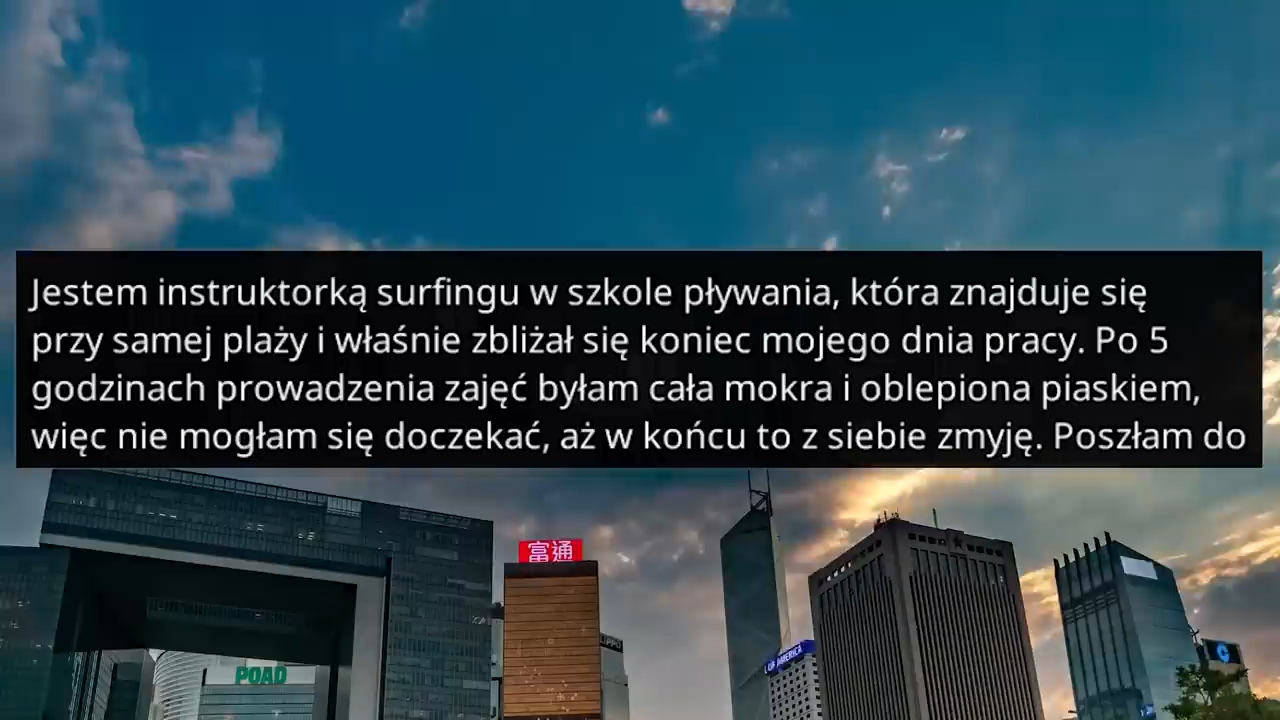 Jestem instruktorką surfingu w szkole pływania, która znajduje się
przy samej plaży i właśnie zbliżał się koniec mojego dnia pracy. Po 5
godzinach prowadzenia zajęć byłam cała mokra i oblepiona piaskiem,
więc nie mogłam się doczekać, aż w końcu to z siebie zmyję. Poszłam do
富通
LIPPO
AMERICA
POAD